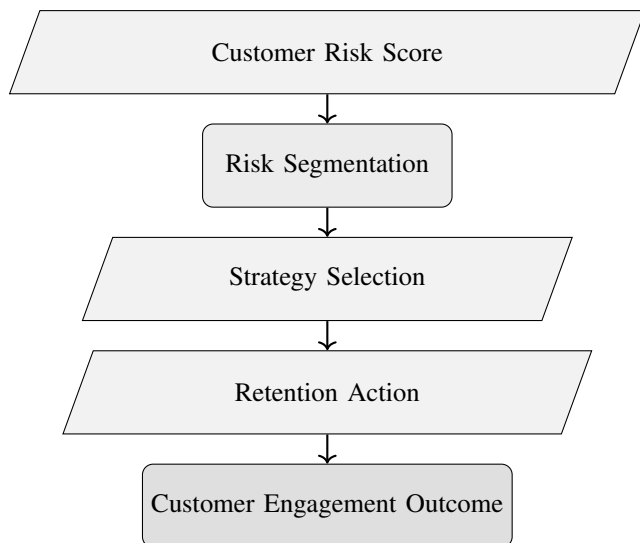 Customer Risk Score
Risk Segmentation
Strategy Selection
Retention Action
Customer Engagement Outcome